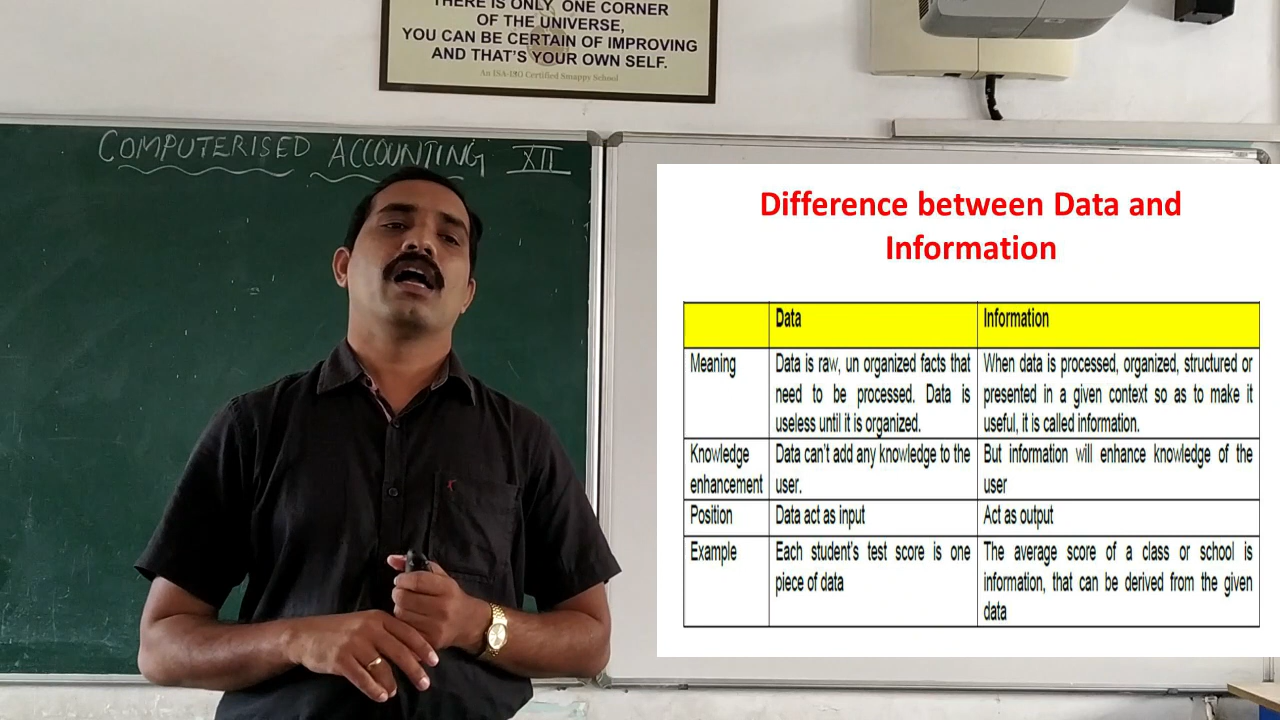 THERE IS ONLY ONE CORNER
OF THE UNIVERSE,
YOU CAN BE CERTAIN OF IMPROVING
AND THAT'S YOUR OWN SELF.
An ISA-ISO Certified Smappy School
COMPUTERISED ACCOUNTING XII
Difference between Data and
Information
Data Information
Meaning
Data is raw, un organized facts that
need to be processed. Data is
useless until it is organized.
When data is processed, organized, structured or
presented in a given context so as to make it
useful, it is called information.
Knowledge
enhancement
Data can't add any knowledge to the
user.
But information will enhance knowledge of the
user
Position
Data act as input
Act as output
Example
Each student's test score is one
piece of data
The average score of a class or school is
information, that can be derived from the given
data